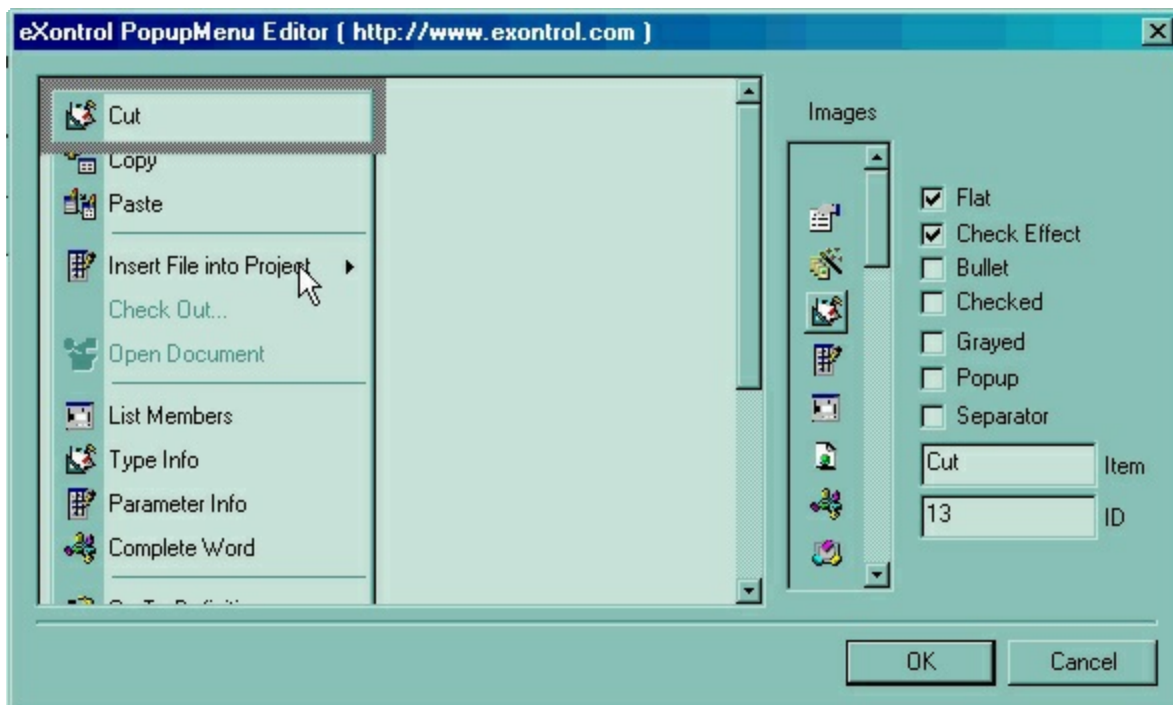 eXontrol PopupMenu Editor ( http://www.exontrol.com )
Cut
Copy
Paste
Insert File into Project
Check Out...
Open Document
List Members
Type Info
Parameter Info
Complete Word
Images
Flat
Check Effect
Bullet
Checked
Grayed
Popup
Separator
Cut Item
13 ID
OK Cancel